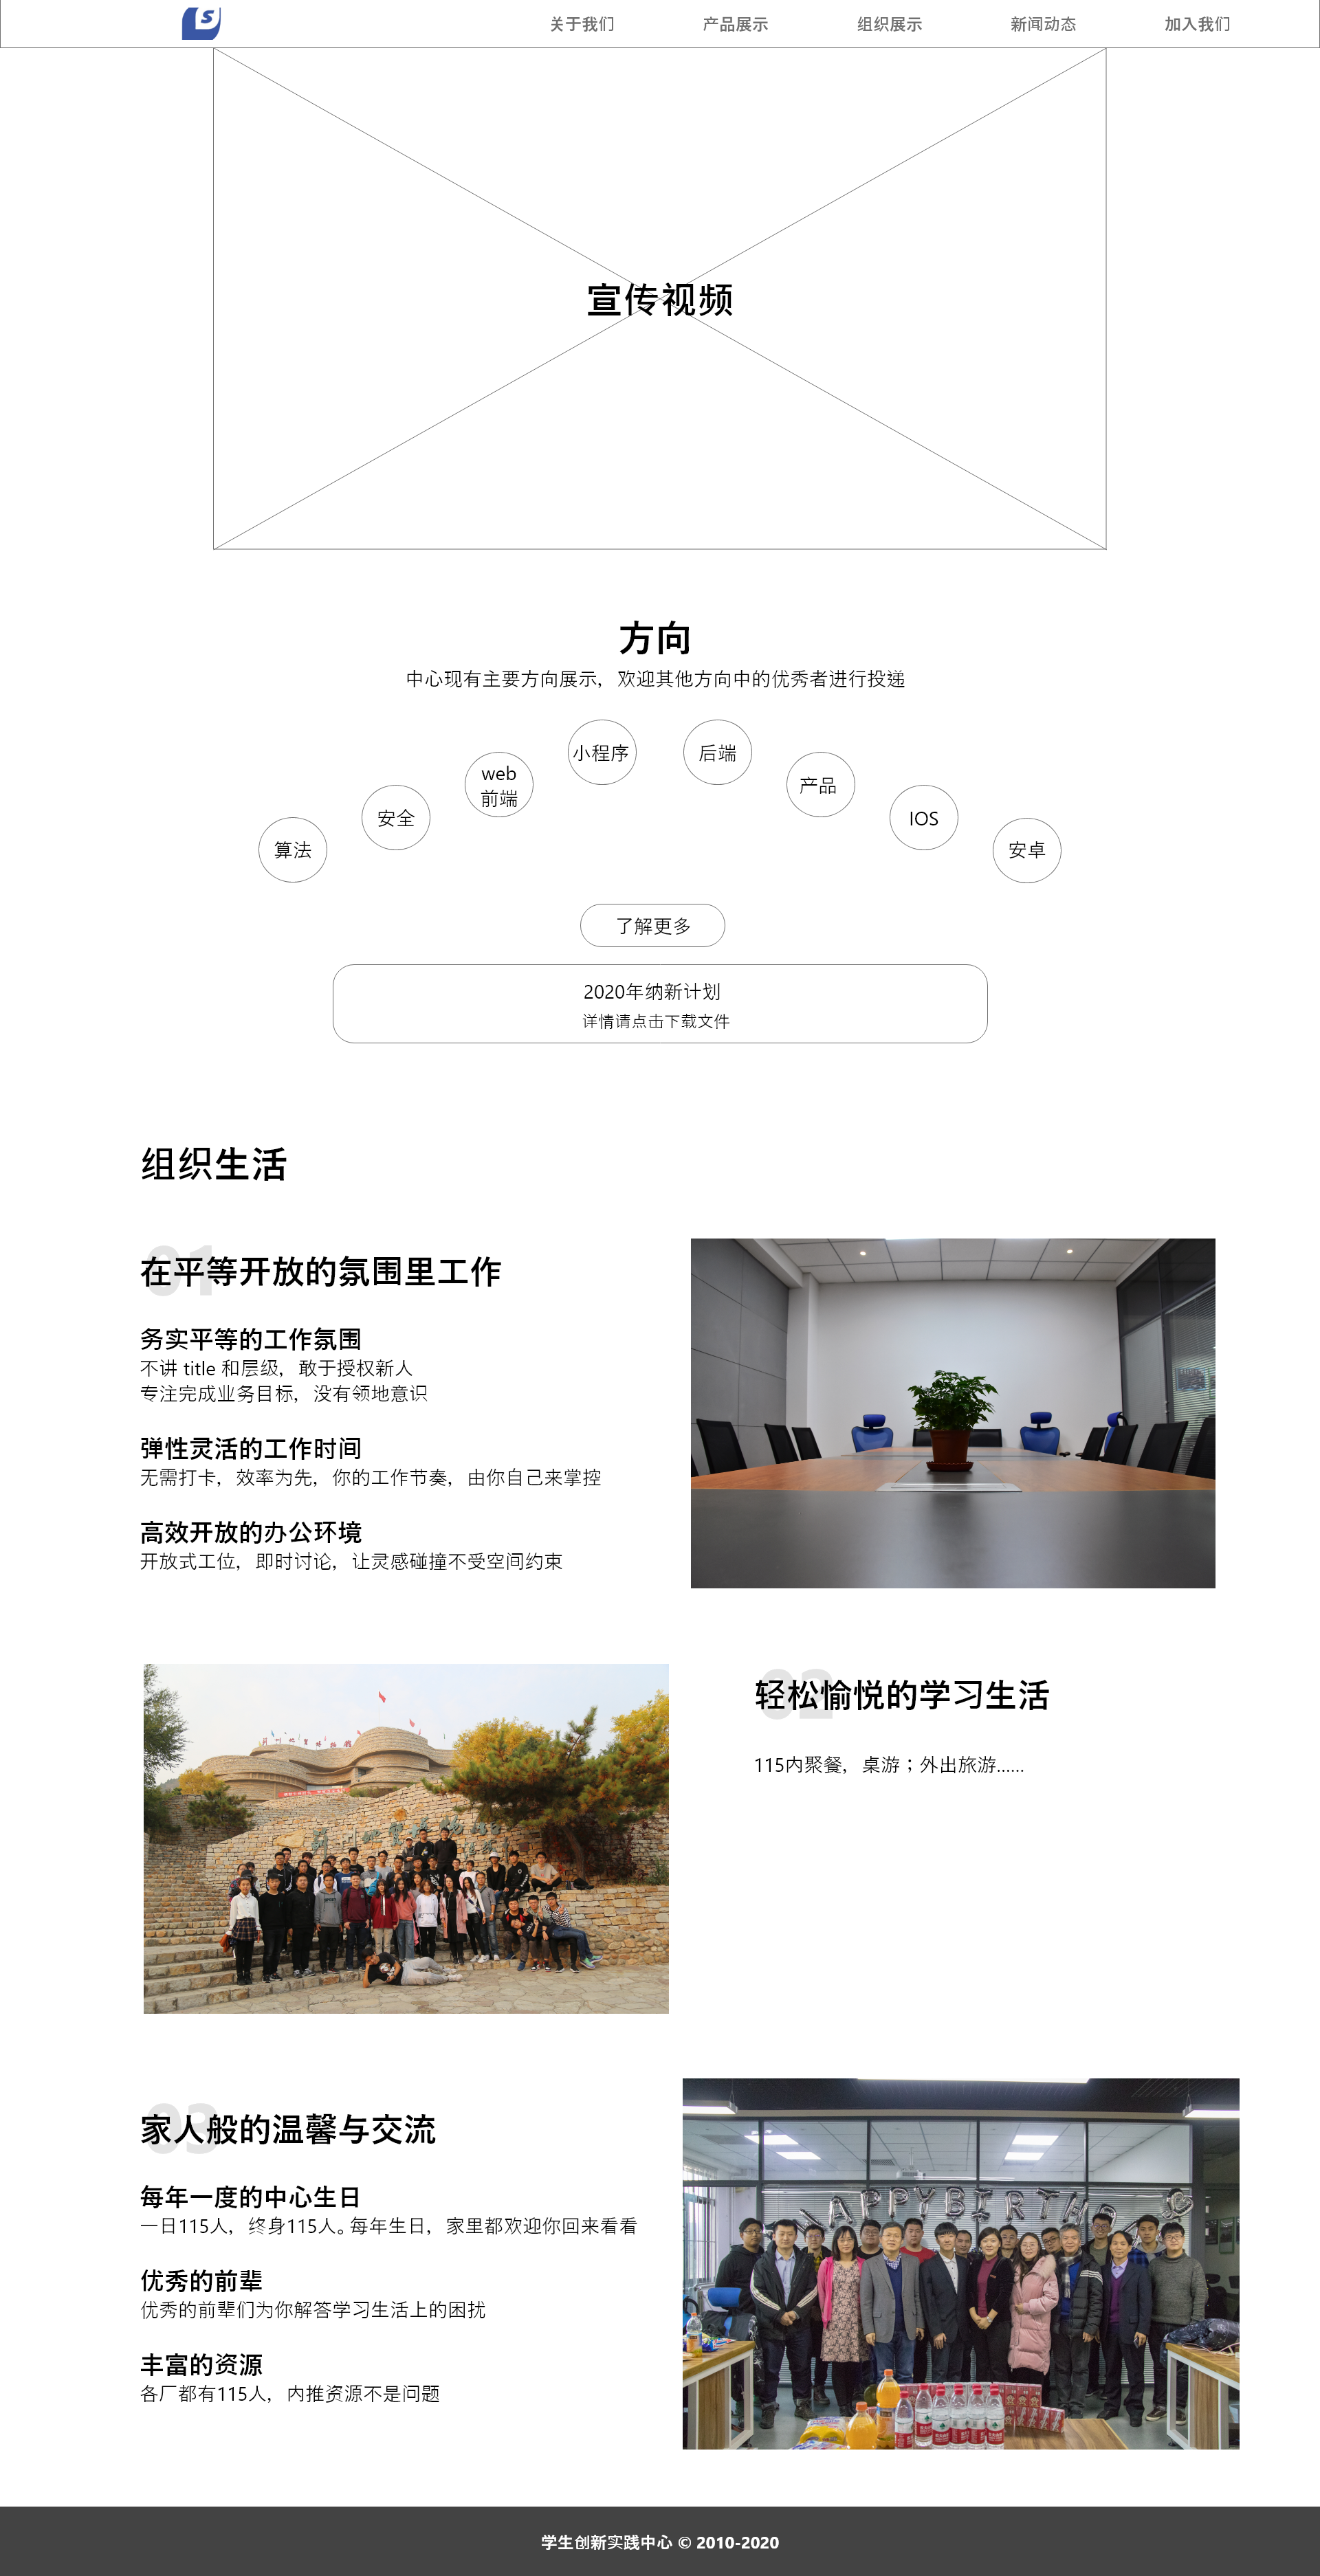 S
关于我们
产品展示
组织展示
新闻动态
加入我们
宣传视频
方向
中心现有主要方向展示，欢迎其他方向中的优秀者进行投递
算法
安全
web
前端
小程序
后端
产品
IOS
安卓
了解更多
2020年纳新计划
详情请点击下载文件
组织生活
01
在平等开放的氛围里工作
务实平等的工作氛围
不讲 title 和层级，敢于授权新人
专注完成业务目标，没有领地意识
弹性灵活的工作时间
无需打卡，效率为先，你的工作节奏，由你自己来掌控
高效开放的办公环境
开放式工位，即时讨论，让灵感碰撞不受空间约束
02
轻松愉悦的学习生活
115内聚餐，桌游；外出旅游......
03
家人般的温馨与交流
每年一度的中心生日
一日115人，终身115人。每年生日，家里都欢迎你回来看看
优秀的前辈
优秀的前辈们为你解答学习生活上的困扰
丰富的资源
各厂都有115人，内推资源不是问题
APPYBIRTHD
学生创新实践中心 © 2010-2020